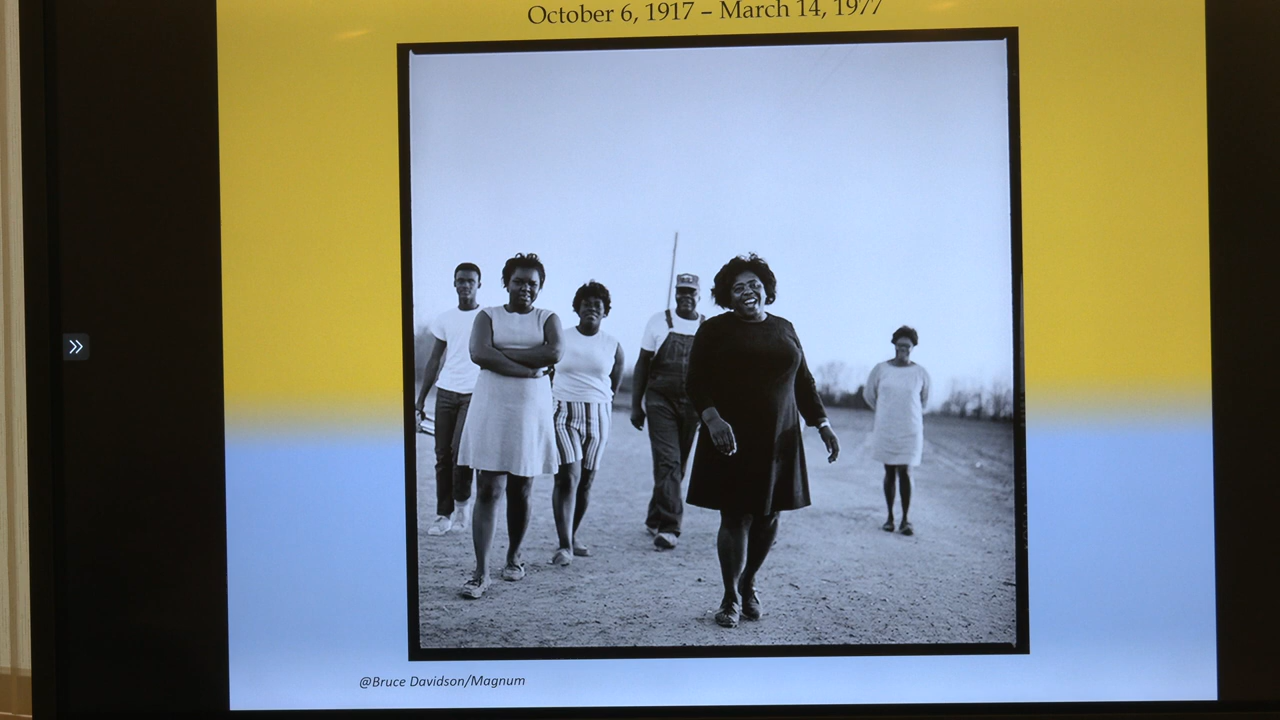 October 6, 1917 – March 14, 1977
@Bruce Davidson/Magnum